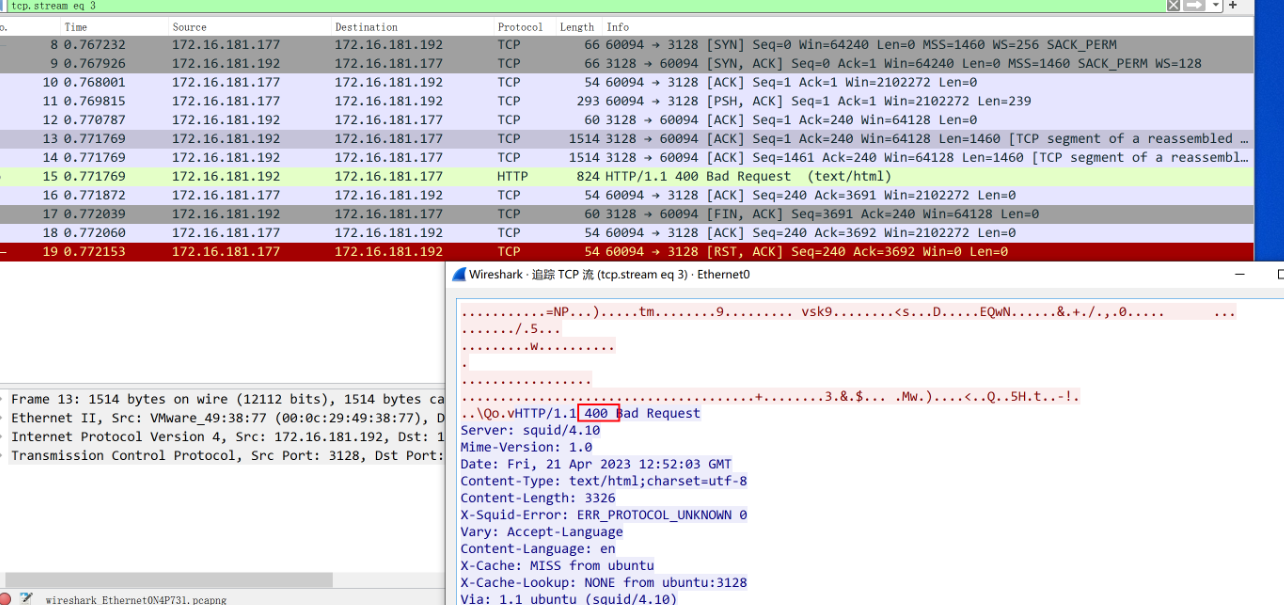 tcp.stream eq 3
o. Time Source Destination Protocol Length Info
8 0.767232 172.16.181.177 172.16.181.192 TCP 66 60094 → 3128 [SYN] Seq=0 Win=64240 Len=0 MSS=1460 WS=256 SACK_PERM
9 0.767926 172.16.181.192 172.16.181.177 TCP 66 3128 → 60094 [SYN, ACK] Seq=0 Ack=1 Win=64240 Len=0 MSS=1460 SACK_PERM WS=128
10 0.768001 172.16.181.177 172.16.181.192 TCP 54 60094 → 3128 [ACK] Seq=1 Ack=1 Win=2102272 Len=0
11 0.769815 172.16.181.177 172.16.181.192 TCP 293 60094 → 3128 [PSH, ACK] Seq=1 Ack=1 Win=2102272 Len=239
12 0.770787 172.16.181.192 172.16.181.177 TCP 60 3128 → 60094 [ACK] Seq=1 Ack=240 Win=64128 Len=0
13 0.771769 172.16.181.192 172.16.181.177 TCP 1514 3128 → 60094 [ACK] Seq=1 Ack=240 Win=64128 Len=1460 [TCP segment of a reassembled …
14 0.771769 172.16.181.192 172.16.181.177 TCP 1514 3128 → 60094 [ACK] Seq=1461 Ack=240 Win=64128 Len=1460 [TCP segment of a reassembl…
15 0.771769 172.16.181.192 172.16.181.177 HTTP 824 HTTP/1.1 400 Bad Request (text/html)
16 0.771872 172.16.181.177 172.16.181.192 TCP 54 60094 → 3128 [ACK] Seq=240 Ack=3691 Win=2102272 Len=0
17 0.772039 172.16.181.192 172.16.181.177 TCP 60 3128 → 60094 [FIN, ACK] Seq=3691 Ack=240 Win=64128 Len=0
18 0.772060 172.16.181.177 172.16.181.192 TCP 54 60094 → 3128 [ACK] Seq=240 Ack=3692 Win=2102272 Len=0
19 0.772153 172.16.181.177 172.16.181.192 TCP 54 60094 → 3128 [RST, ACK] Seq=240 Ack=3692 Win=0 Len=0
Wireshark · 追踪 TCP 流 (tcp.stream eq 3) · Ethernet0
...........=NP...).....tm........9......... vsk9........<s...D.....EQwN......&.+./.,.0..... ...
......./.5...
.........w..........
.
.................
......................................+........3.&.$... .Mw.)....<..Q..5H.t..-!.
..\Qo.vHTTP/1.1 400 Bad Request
Server: squid/4.10
Mime-Version: 1.0
Date: Fri, 21 Apr 2023 12:52:03 GMT
Content-Type: text/html;charset=utf-8
Content-Length: 3326
X-Squid-Error: ERR_PROTOCOL_UNKNOWN 0
Vary: Accept-Language
Content-Language: en
X-Cache: MISS from ubuntu
X-Cache-Lookup: NONE from ubuntu:3128
Via: 1.1 ubuntu (squid/4.10)
Frame 13: 1514 bytes on wire (12112 bits), 1514 bytes ca
Ethernet II, Src: VMware_49:38:77 (00:0c:29:49:38:77), D
Internet Protocol Version 4, Src: 172.16.181.192, Dst: 1
Transmission Control Protocol, Src Port: 3128, Dst Port:
wireshark_Ethernet0N4P731.pcapng